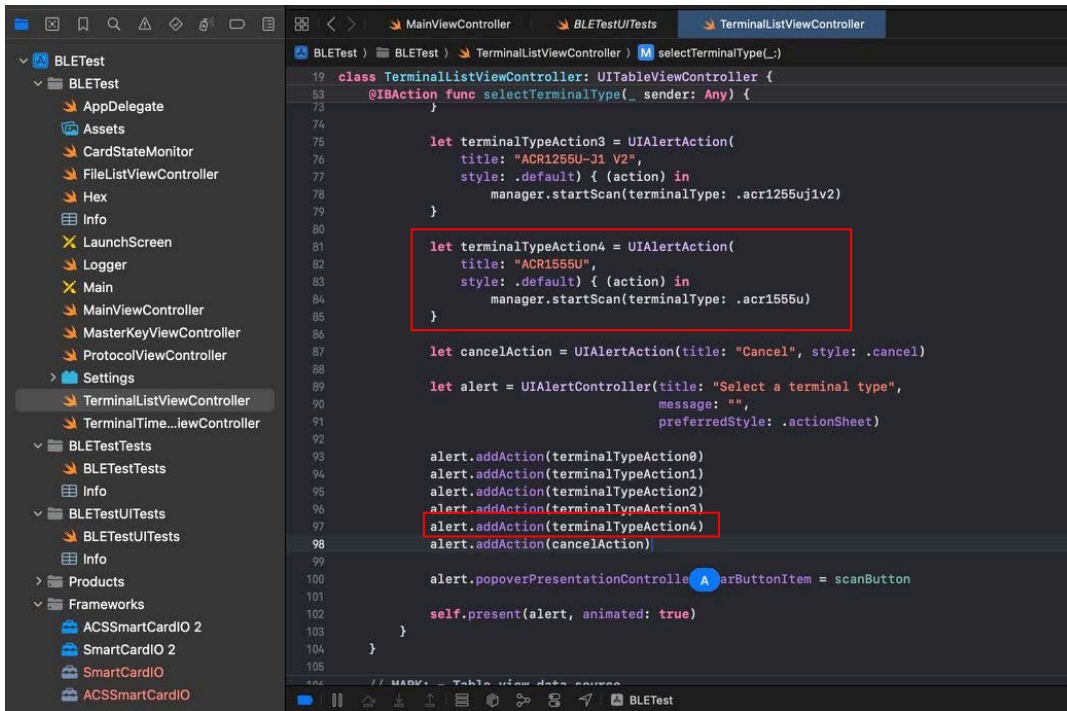 MainViewController
BLETestUITests
TerminalListViewController
BLETest
BLETest
TerminalListViewController
M selectTerminalType(_:)
BLETest
BLETest
AppDelegate
Assets
CardStateMonitor
FileListViewController
Hex
Info
LaunchScreen
Logger
Main
MainViewController
MasterKeyViewController
ProtocolViewController
Settings
TerminalListViewController
TerminalTime...iewController
BLETestTests
BLETestTests
Info
BLETestUITests
BLETestUITests
Info
Products
Frameworks
ACSSmartCardIO 2
SmartCardIO 2
SmartCardIO
ACSSmartCardIO
19 class TerminalListViewController: UITableViewController {
53 @IBAction func selectTerminalType(_ sender: Any) {
73 }
74
75 let terminalTypeAction3 = UIAlertAction(
76 title: "ACR1255U-J1 V2",
77 style: .default) { (action) in
78 manager.startScan(terminalType: .acr1255uj1v2)
79 }
80
81 let terminalTypeAction4 = UIAlertAction(
82 title: "ACR1555U",
83 style: .default) { (action) in
84 manager.startScan(terminalType: .acr1555u)
85 }
86
87 let cancelAction = UIAlertAction(title: "Cancel", style: .cancel)
88
89 let alert = UIAlertController(title: "Select a terminal type",
90 message: "",
91 preferredStyle: .actionSheet)
92
93 alert.addAction(terminalTypeAction0)
94 alert.addAction(terminalTypeAction1)
95 alert.addAction(terminalTypeAction2)
96 alert.addAction(terminalTypeAction3)
97 alert.addAction(terminalTypeAction4)
98 alert.addAction(cancelAction)
99
100 alert.popoverPresentationControlle A arButtonItem = scanButton
101
102 self.present(alert, animated: true)
103 }
104 }
105
106 // MARK: - Table view data source
BLETest